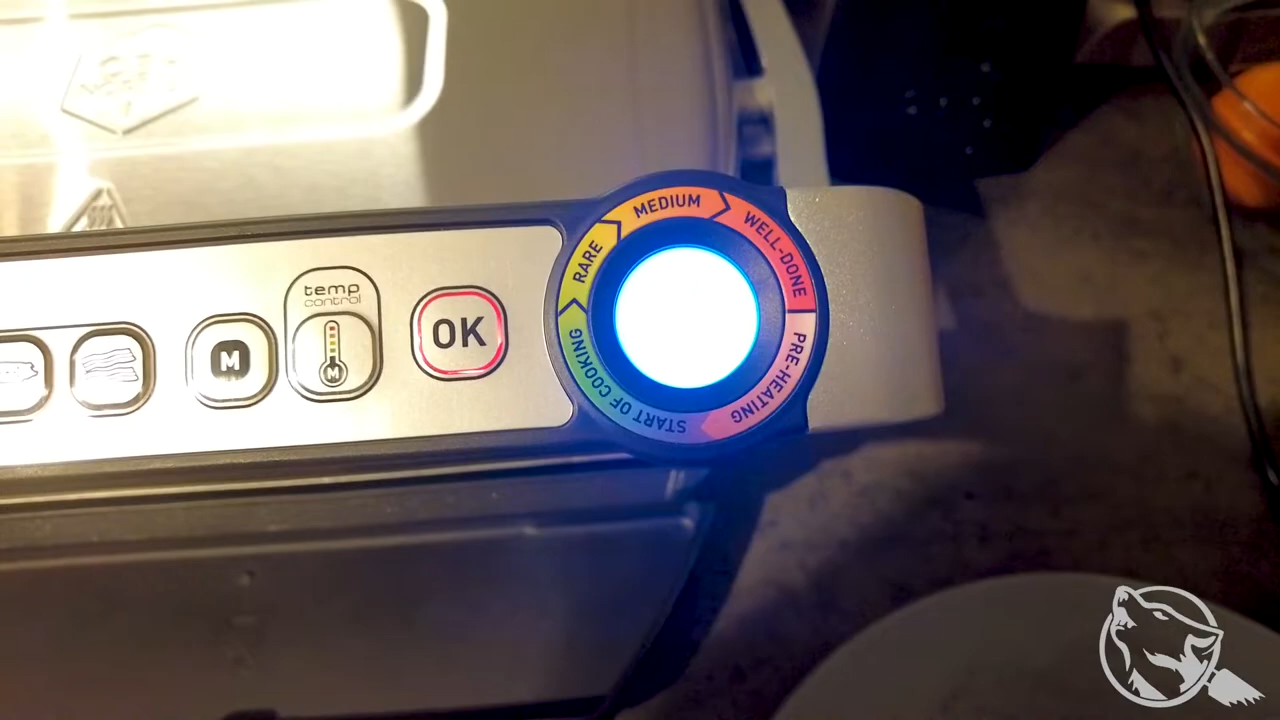 temp
control
M
M
OK
RARE
MEDIUM
WELL-DONE
PRE-HEATING
START OF COOKING